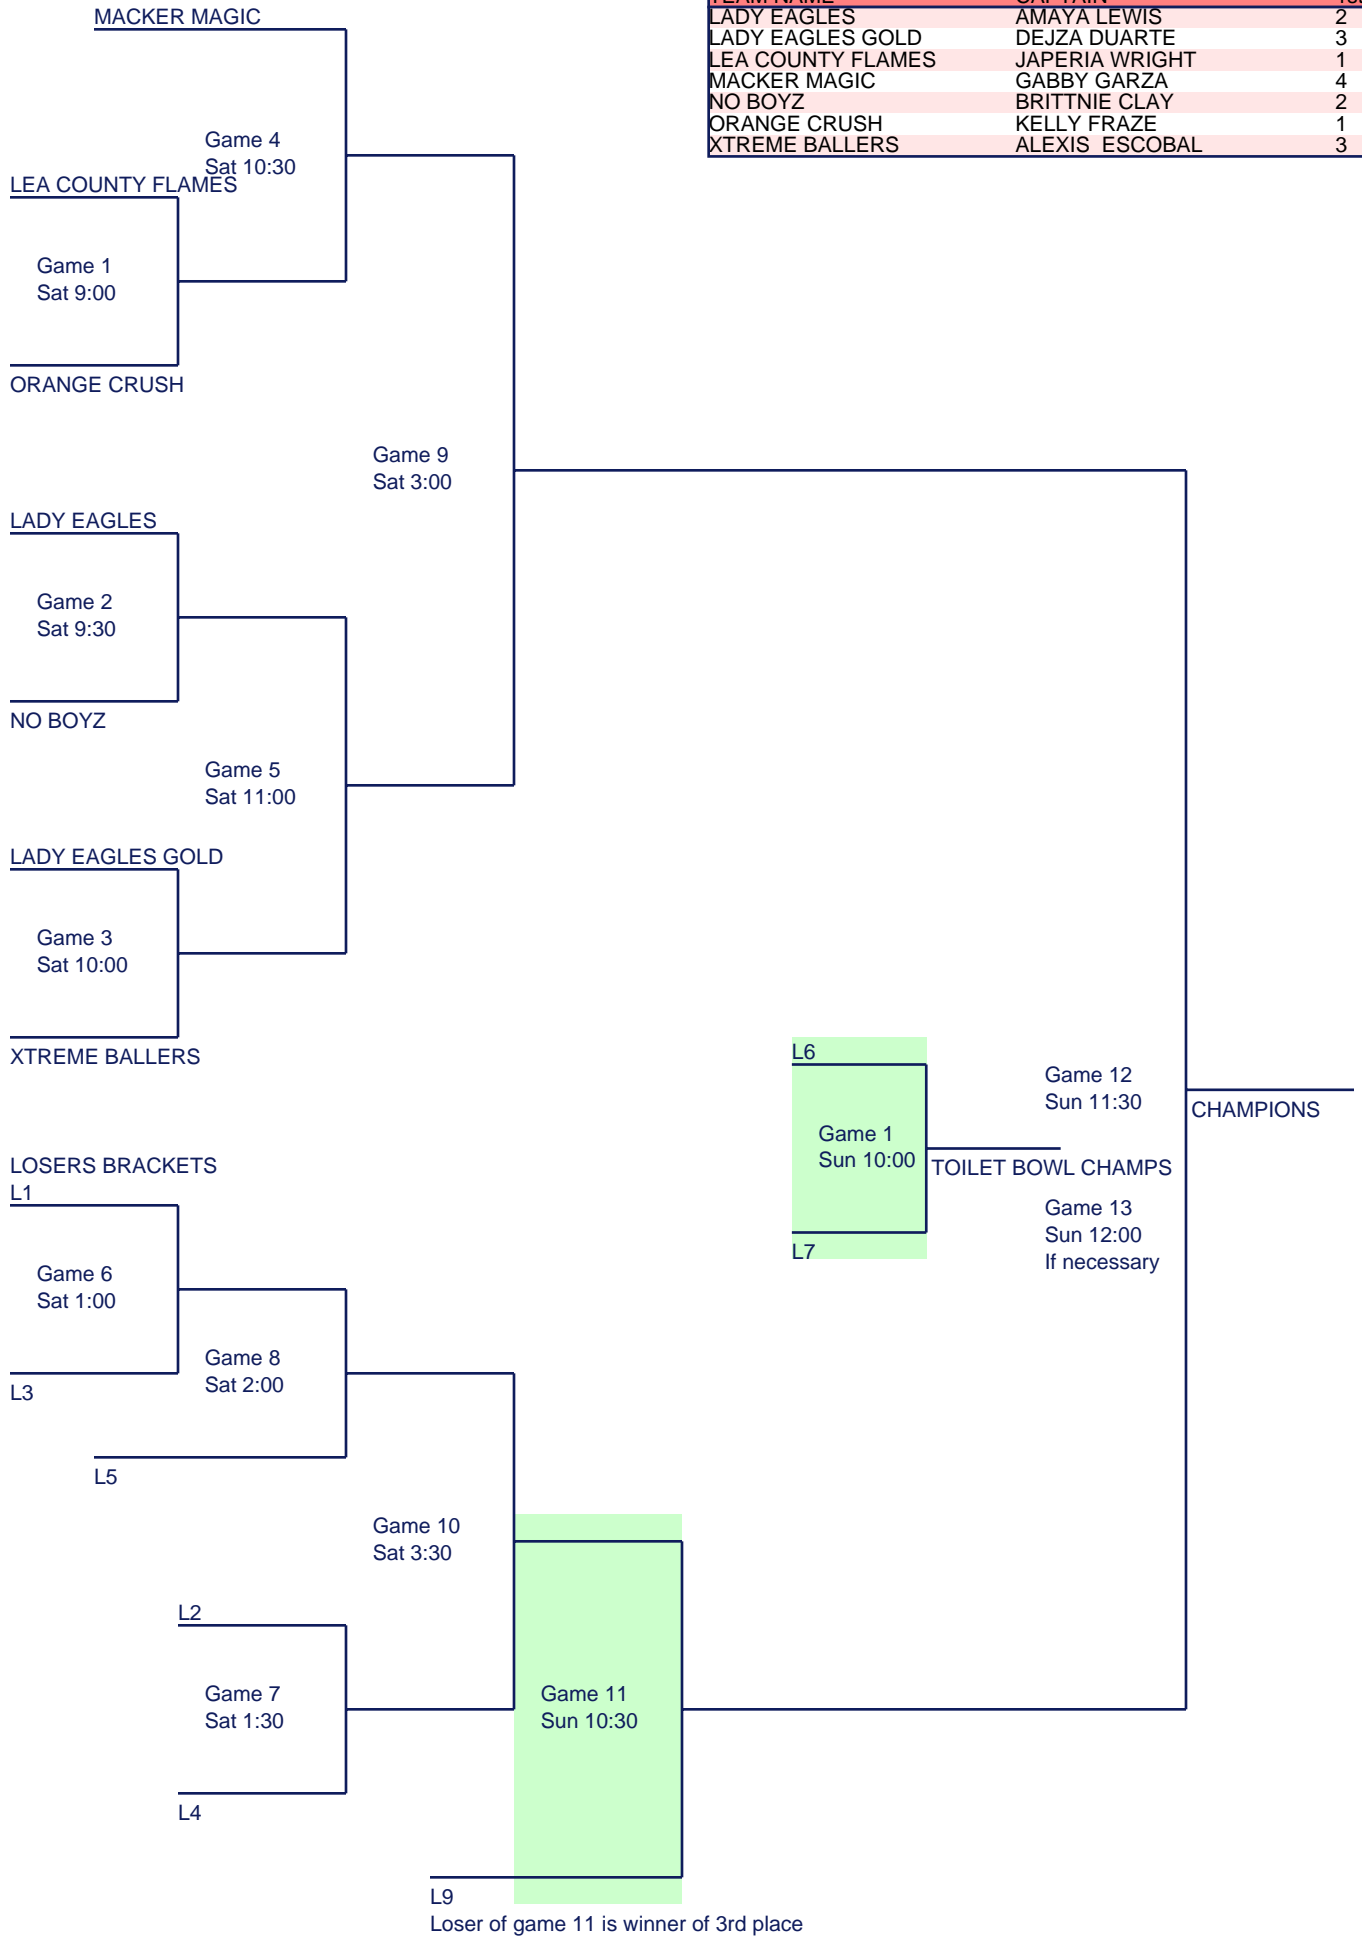 MACKER MAGIC
TEAM NAME CAPTAIN
LADY EAGLES AMAYA LEWIS 2
LADY EAGLES GOLD DEJZA DUARTE 3
LEA COUNTY FLAMES JAPERIA WRIGHT 1
MACKER MAGIC GABBY GARZA 4
NO BOYZ BRITTNIE CLAY 2
ORANGE CRUSH KELLY FRAZE 1
XTREME BALLERS ALEXIS ESCOBAL 3
Game 4
Sat 10:30
LEA COUNTY FLAMES
Game 1
Sat 9:00
ORANGE CRUSH
Game 9
Sat 3:00
LADY EAGLES
Game 2
Sat 9:30
NO BOYZ
Game 5
Sat 11:00
LADY EAGLES GOLD
Game 3
Sat 10:00
XTREME BALLERS
L6
Game 12
Sun 11:30
CHAMPIONS
Game 1
Sun 10:00
TOILET BOWL CHAMPS
Game 13
Sun 12:00
If necessary
L7
LOSERS BRACKETS
L1
Game 6
Sat 1:00
L3
Game 8
Sat 2:00
L5
Game 10
Sat 3:30
L2
Game 7
Sat 1:30
L4
Game 11
Sun 10:30
L9
Loser of game 11 is winner of 3rd place